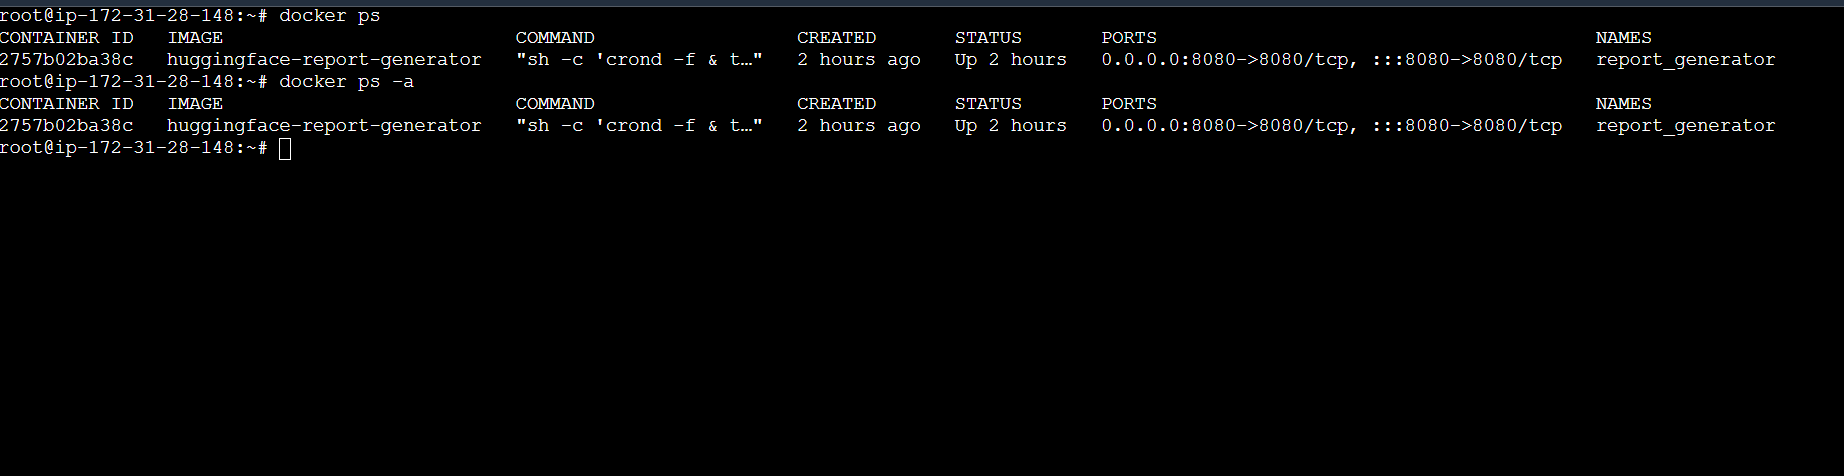 root@ip-172-31-28-148:~# docker ps
CONTAINER ID   IMAGE                          COMMAND                  CREATED       STATUS       PORTS                                       NAMES
2757b02ba38c   huggingface-report-generator   "sh -c 'crond -f & t…"   2 hours ago   Up 2 hours   0.0.0.0:8080->8080/tcp, :::8080->8080/tcp   report_generator
root@ip-172-31-28-148:~# docker ps -a
CONTAINER ID   IMAGE                          COMMAND                  CREATED       STATUS       PORTS                                       NAMES
2757b02ba38c   huggingface-report-generator   "sh -c 'crond -f & t…"   2 hours ago   Up 2 hours   0.0.0.0:8080->8080/tcp, :::8080->8080/tcp   report_generator
root@ip-172-31-28-148:~#